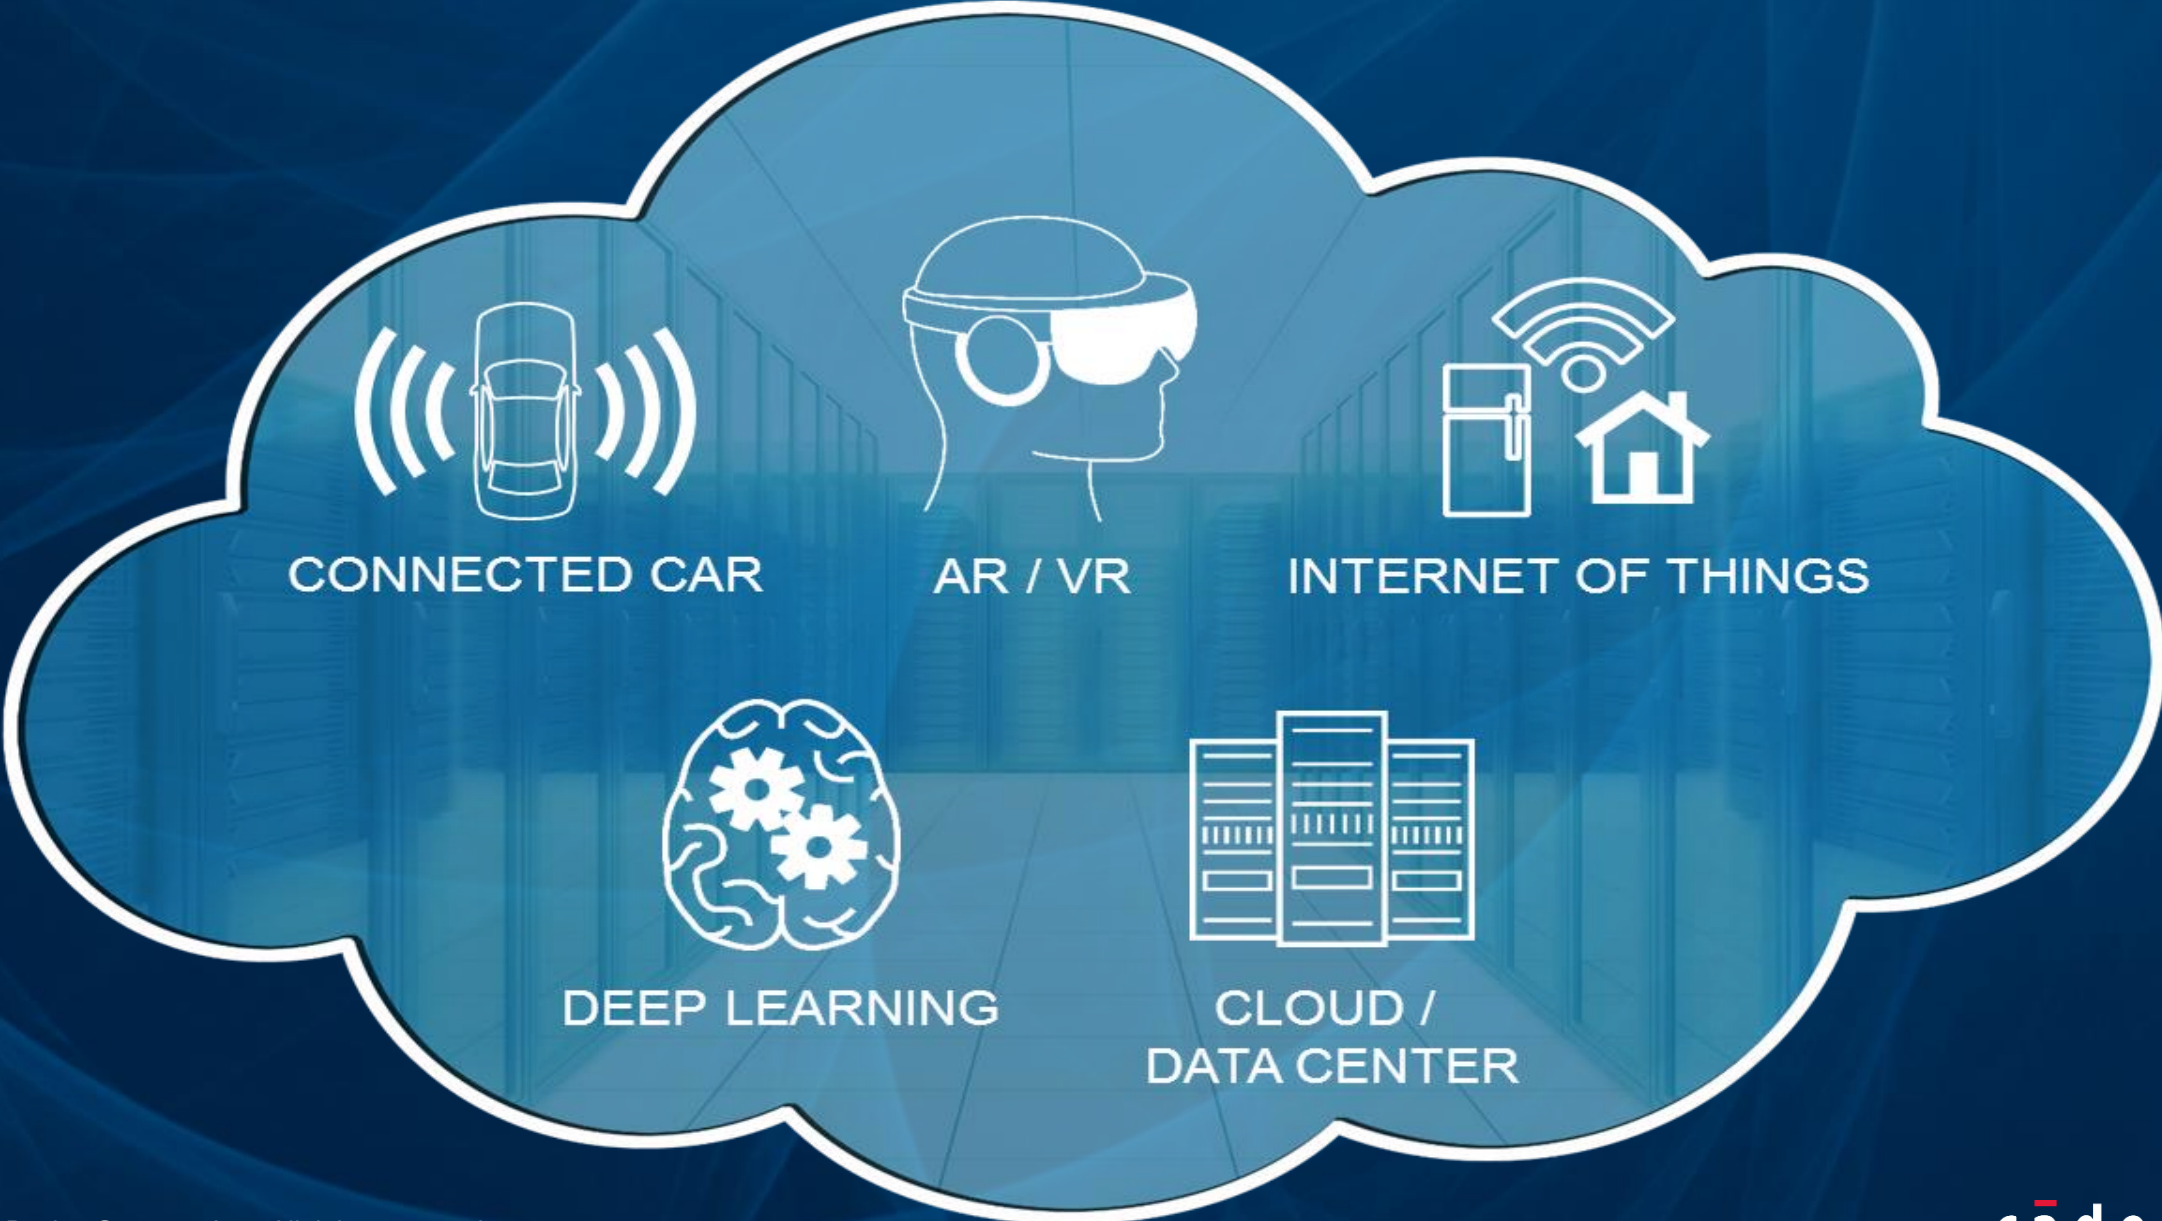 CONNECTED CAR
AR / VR
INTERNET OF THINGS
DEEP LEARNING
CLOUD /
DATA CENTER